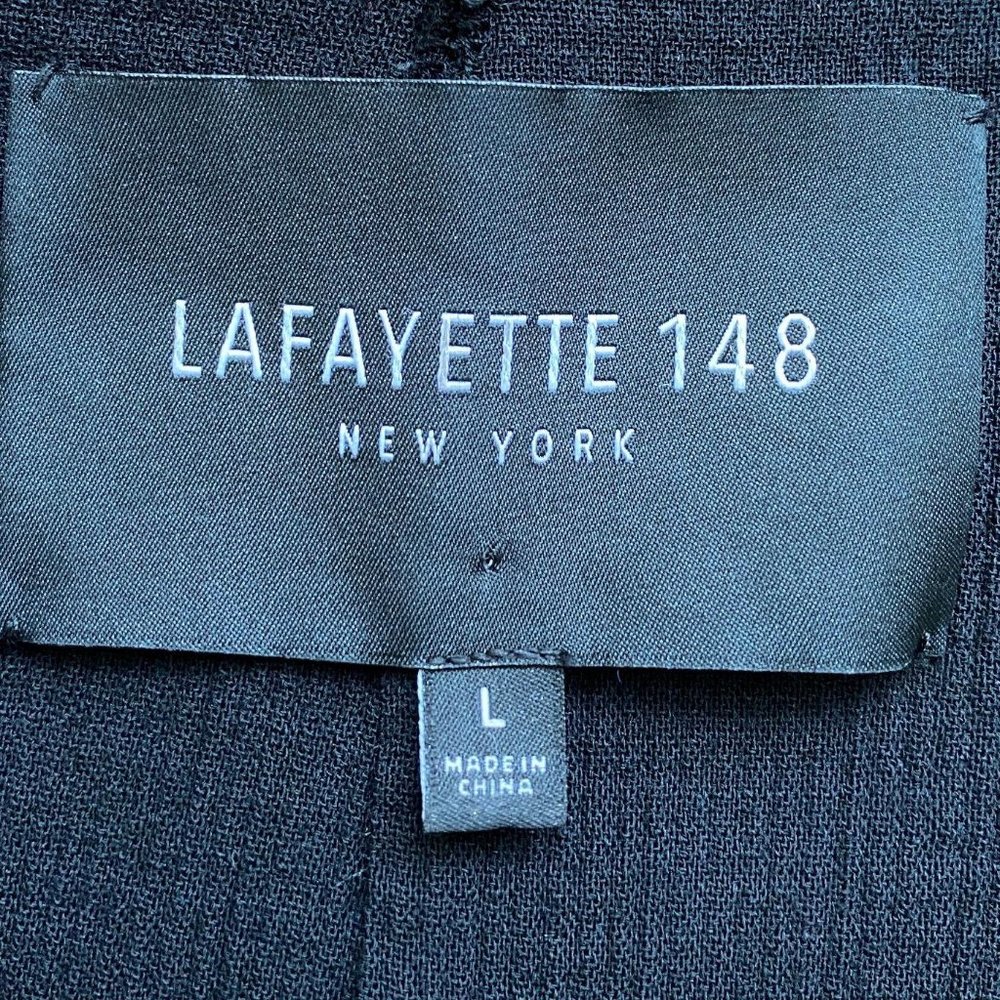 LAFAYETTE 148
NEW YORK
L
MADE IN
CHINA